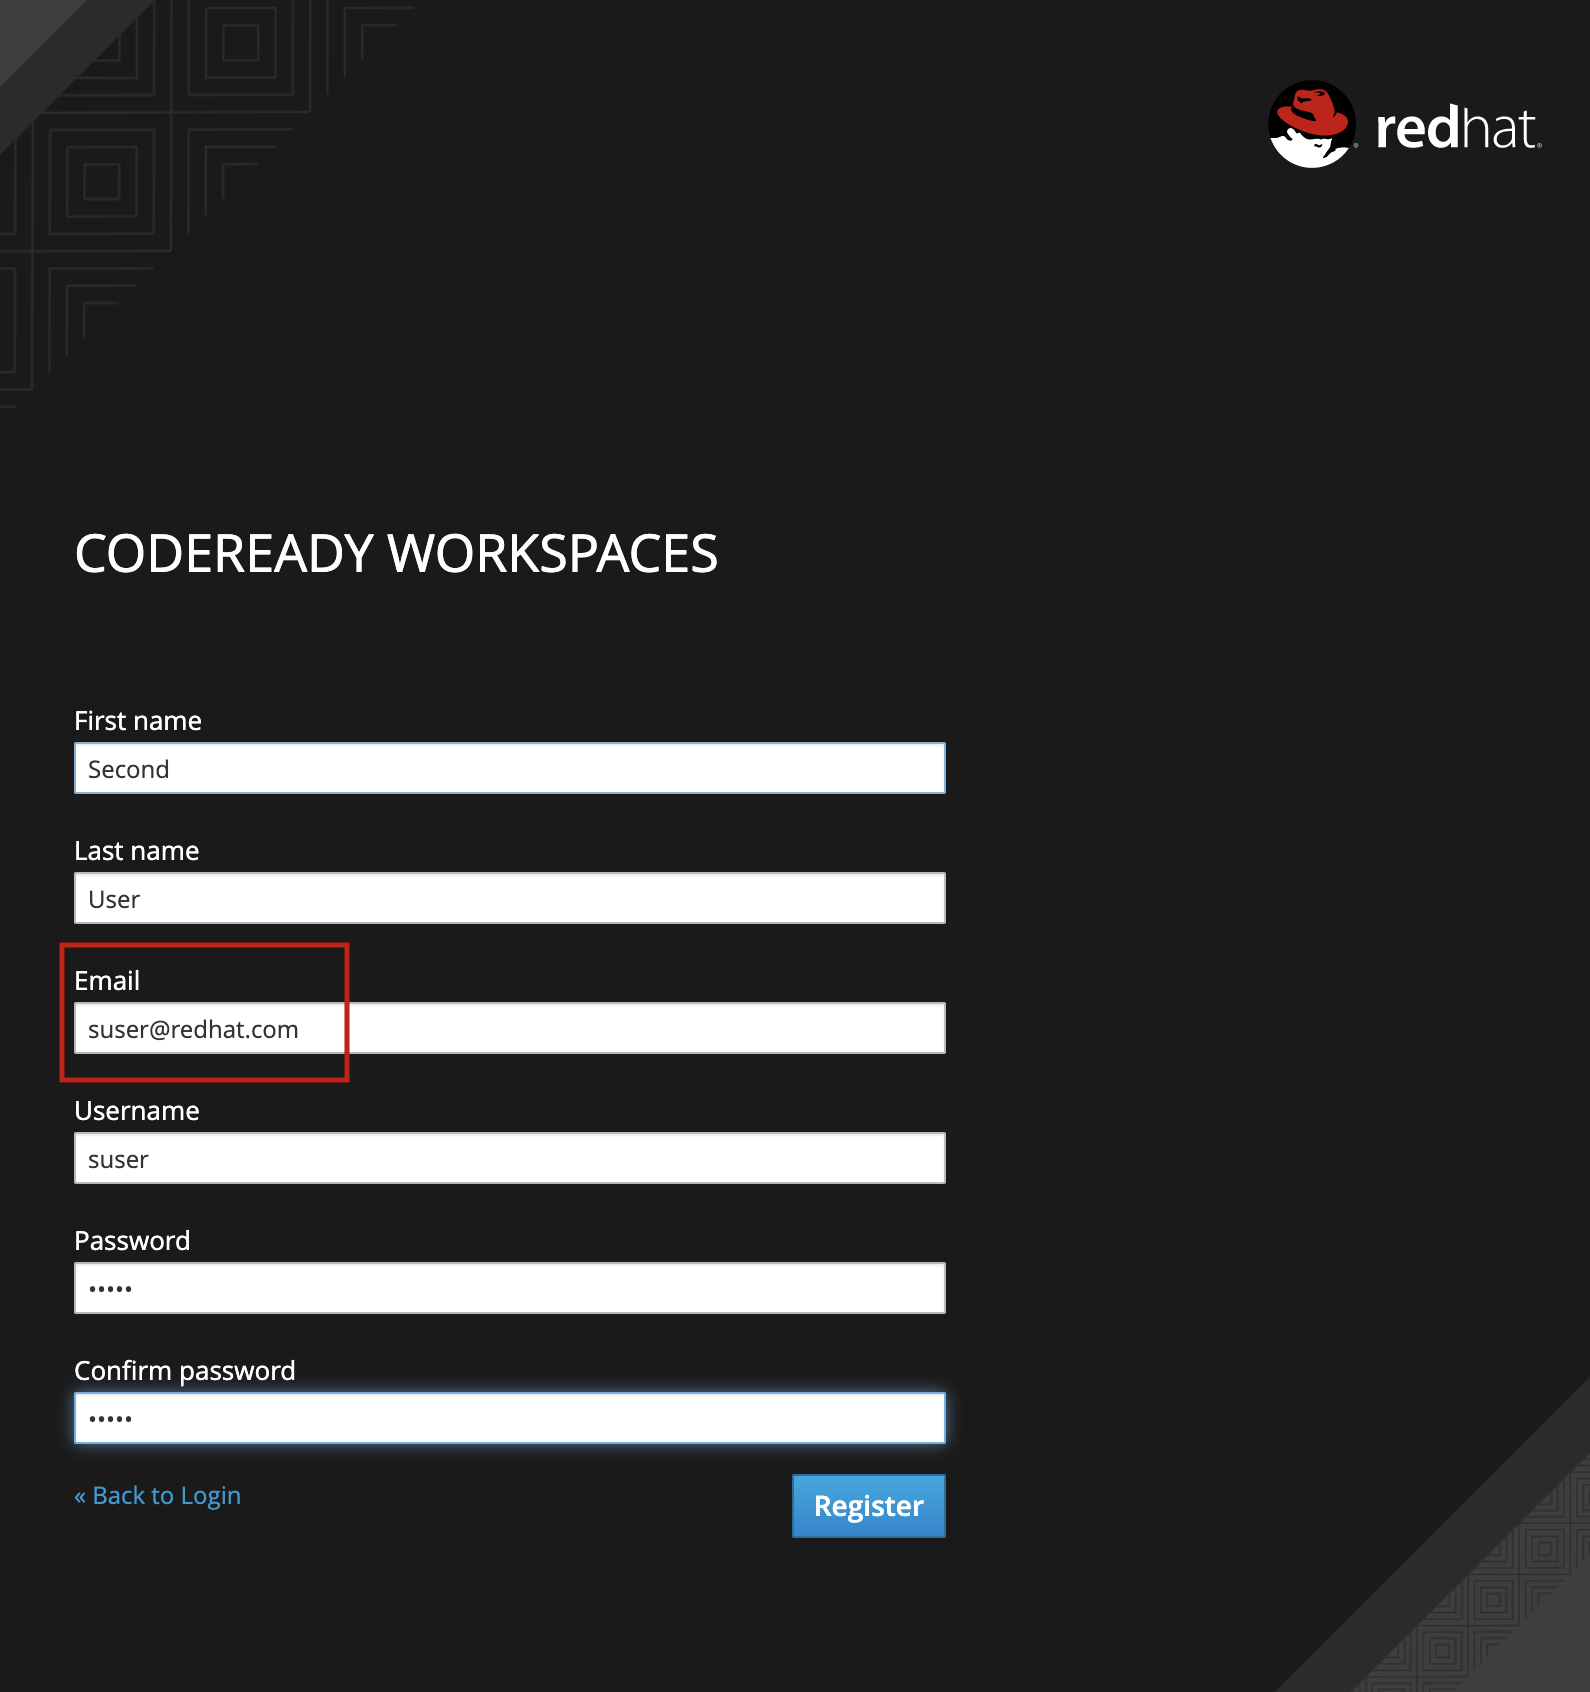 redhat
CODEREADY WORKSPACES
First name
Second
Last name
User
Email
suser@redhat.com
Username
suser
Password
•••••
Confirm password
•••••
« Back to Login
Register